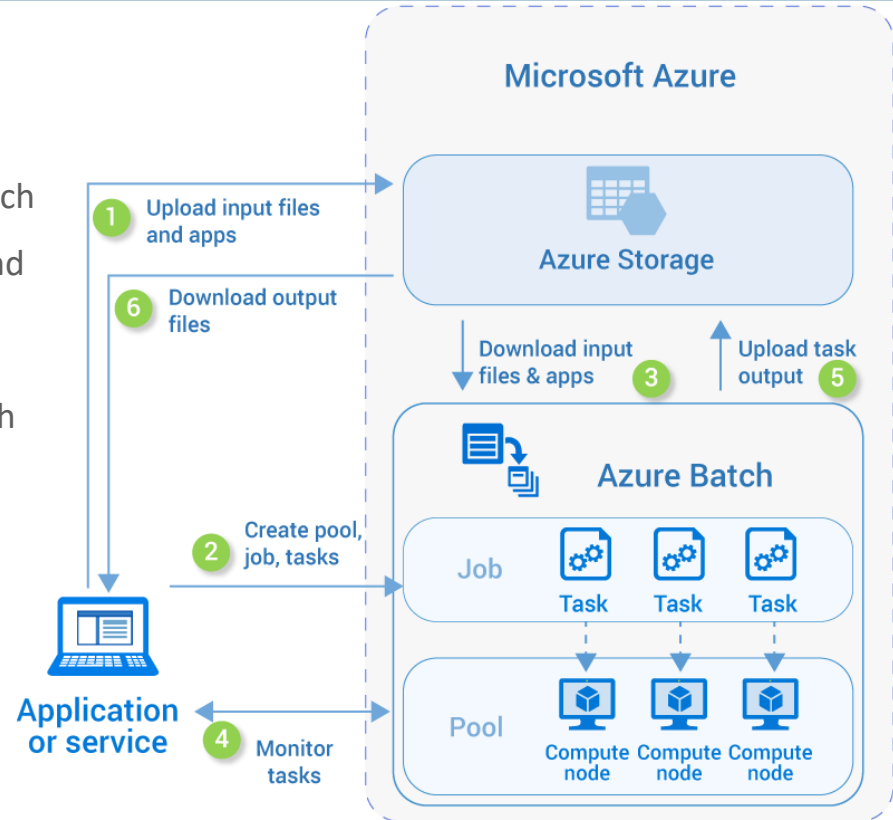 Microsoft Azure
ch
nd
h
1
Upload input files
and apps
Azure Storage
6
Download output
files
Download input
files & apps
3
Upload task
output
5
Azure Batch
2
Create pool,
job, tasks
Job
Task Task Task
Application
or service
4
Monitor
tasks
Pool
Compute Compute Compute
node node node